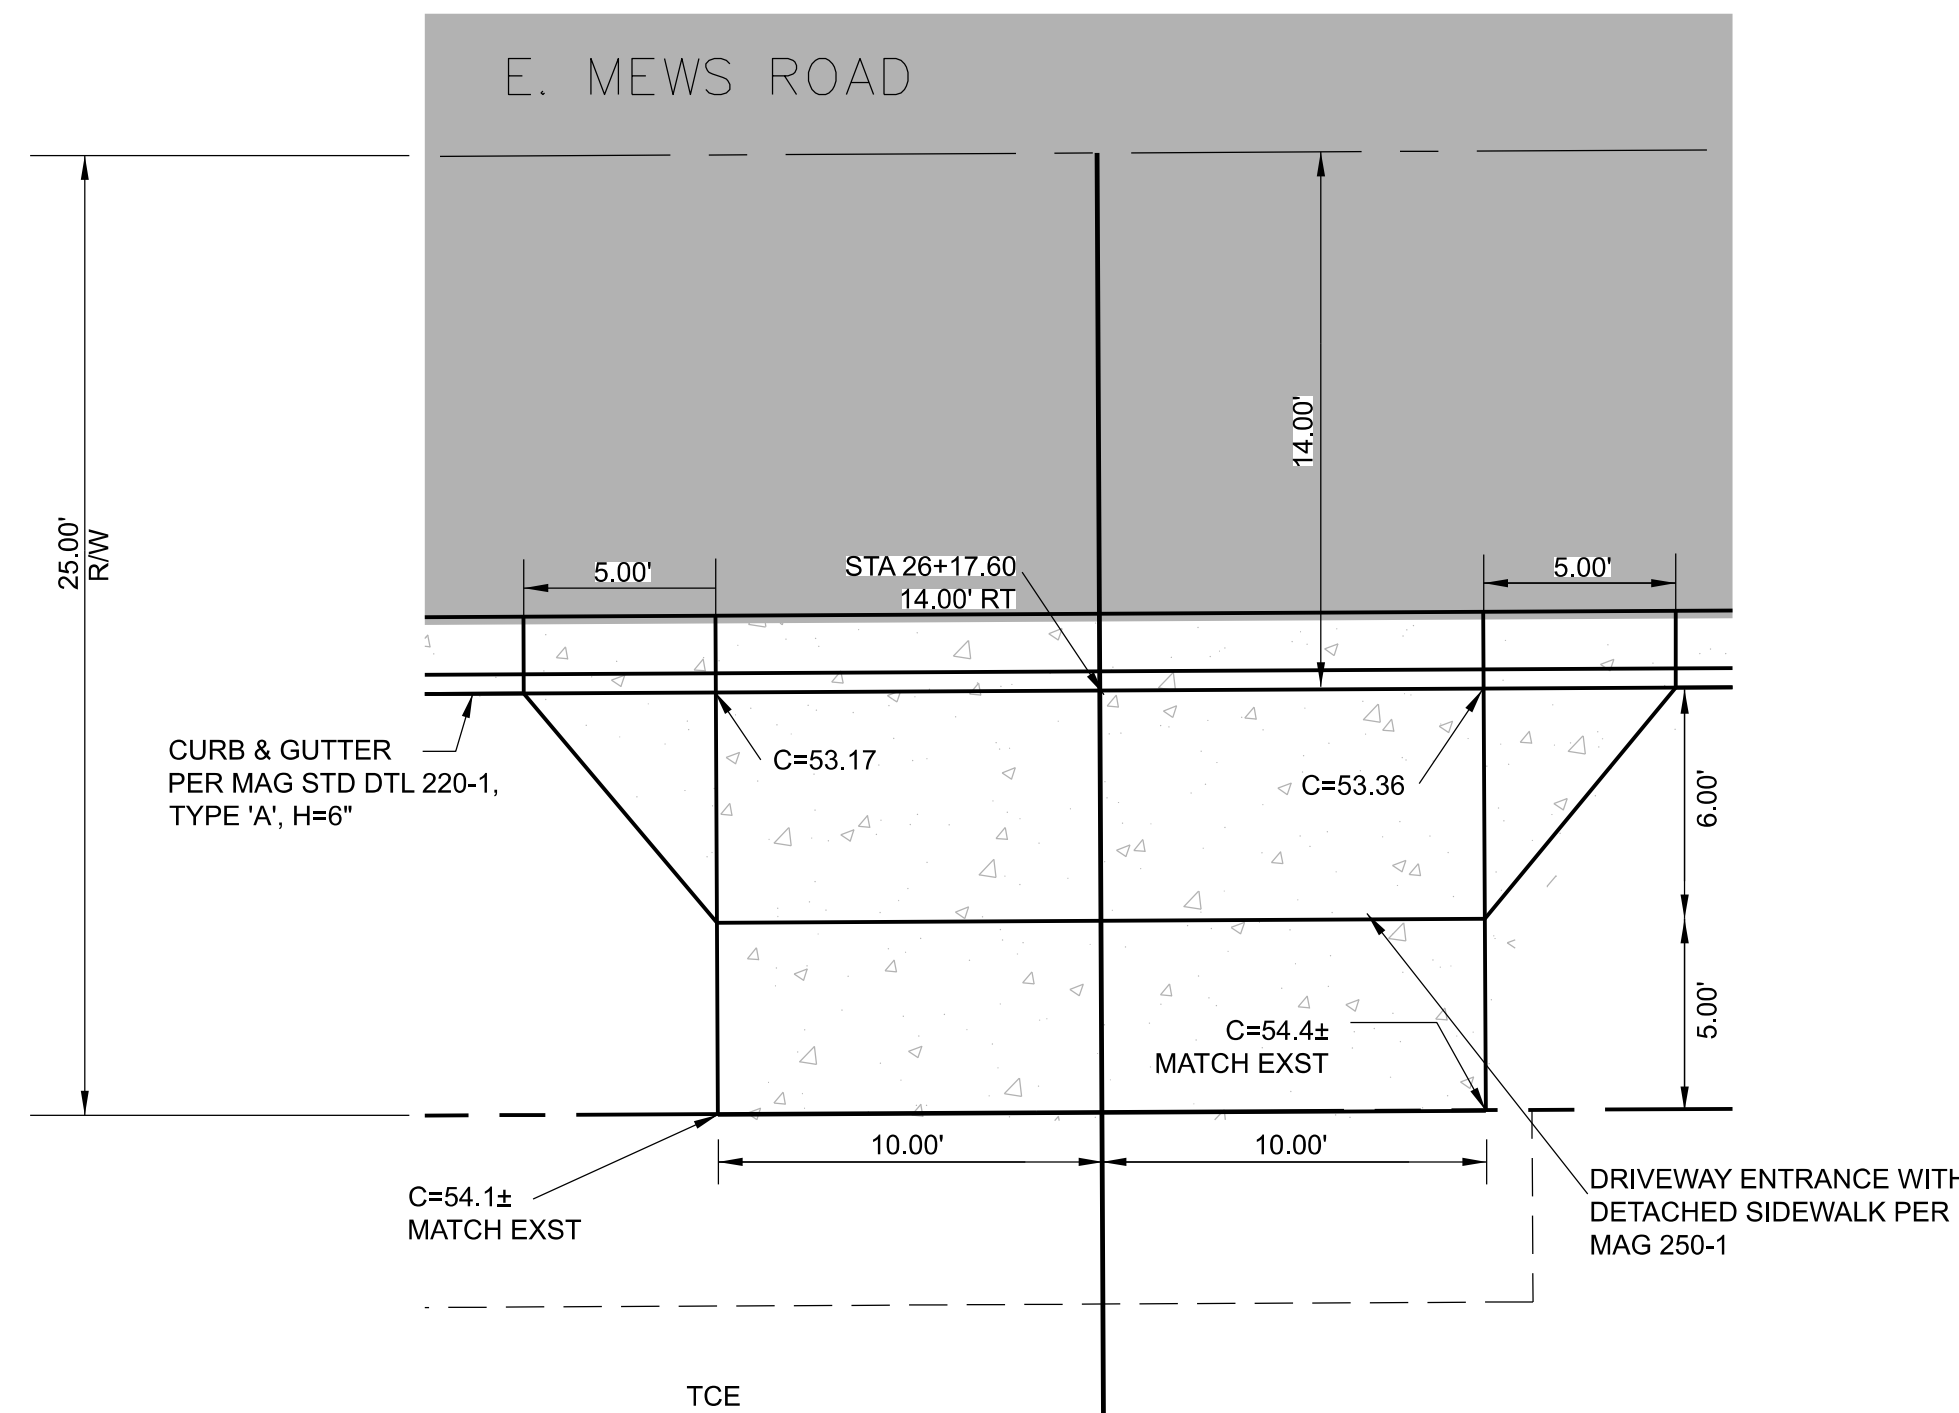 E. MEWS ROAD
25.00'
R/W
14.00'
5.00'
STA 26+17.60
14.00' RT
5.00'
CURB & GUTTER
PER MAG STD DTL 220-1,
TYPE 'A', H=6"
C=53.17
C=53.36
6.00'
5.00'
C=54.4±
MATCH EXST
10.00'
10.00'
C=54.1±
MATCH EXST
DRIVEWAY ENTRANCE WITH
DETACHED SIDEWALK PER
MAG 250-1
TCE